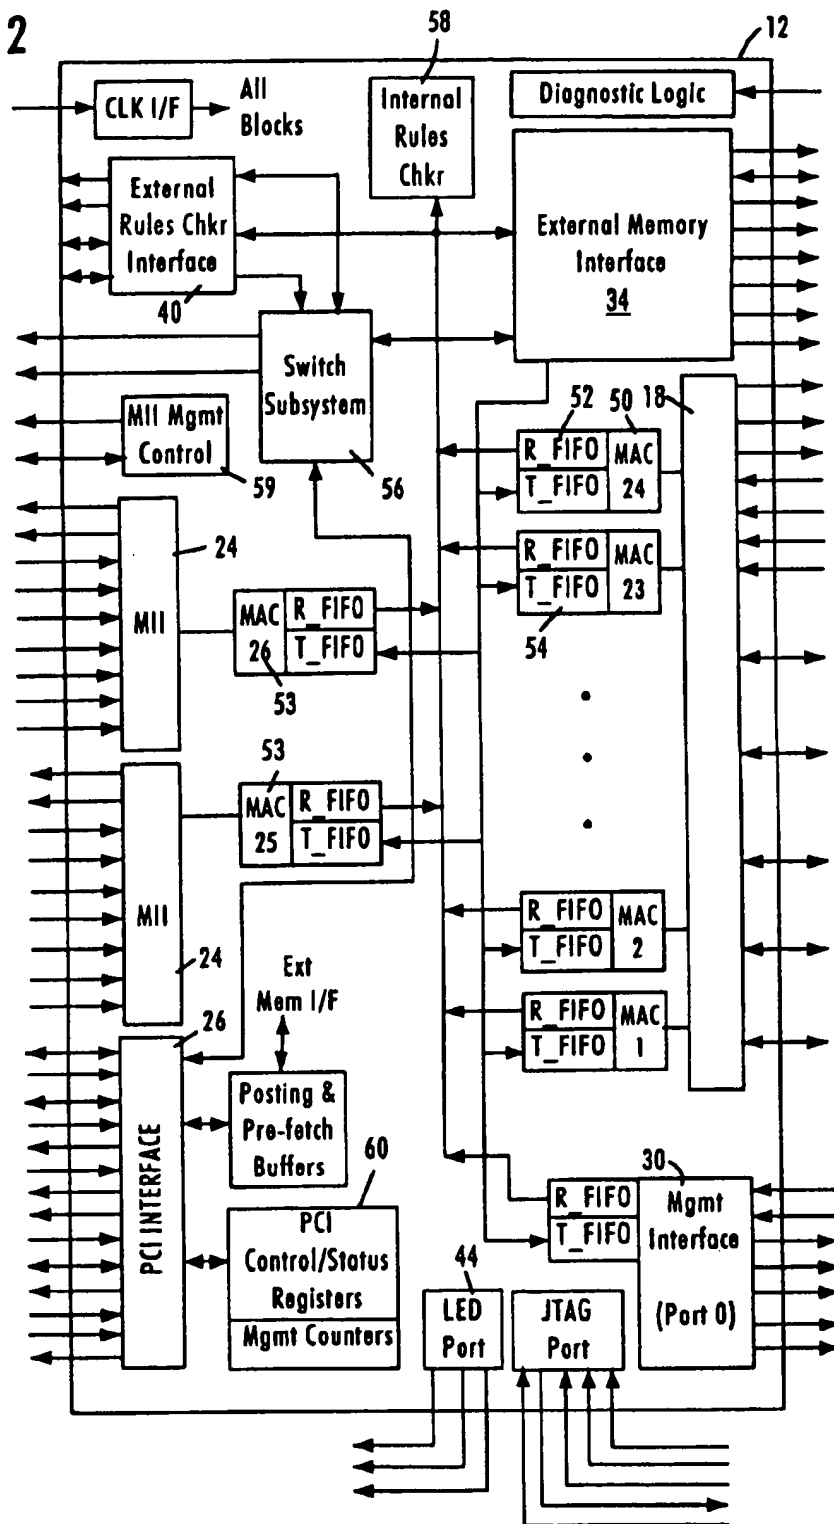 2
58
12
CLK I/F
All
Blocks
Internal
Rules
Chkr
Diagnostic Logic
External
Rules Chkr
Interface
40
External Memory
Interface
34
Switch
Subsystem
56
MII Mgmt
Control
59
52
50
18
R_FIFO
T_FIFO
MAC
24
R_FIFO
T_FIFO
MAC
23
54
24
MII
MAC
26
R_FIFO
T_FIFO
53
53
MAC
25
R_FIFO
T_FIFO
MII
24
R_FIFO
T_FIFO
MAC
2
R_FIFO
T_FIFO
MAC
1
Ext
Mem I/F
26
PCI INTERFACE
Posting &
Pre-fetch
Buffers
60
PCI
Control/Status
Registers
Mgmt Counters
30
R_FIFO
T_FIFO
Mgmt
Interface
(Port 0)
44
LED
Port
JTAG
Port